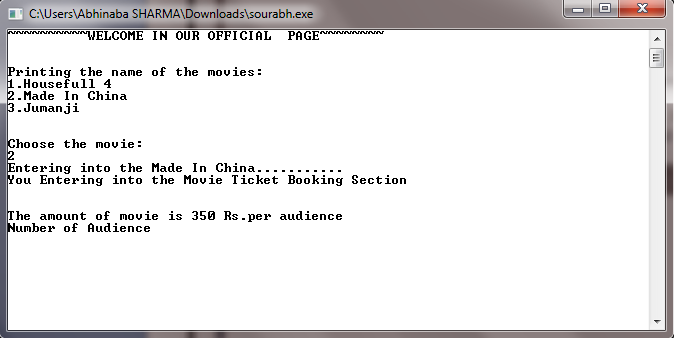 C:\Users\Abhinaba SHARMA\Downloads\sourabh.exe
~~~~~~~~~~WELCOME IN OUR OFFICIAL  PAGE~~~~~~~~
Printing the name of the movies:
1.Housefull 4
2.Made In China
3.Jumanji
Choose the movie:
2
Entering into the Made In China...........
You Entering into the Movie Ticket Booking Section
The amount of movie is 350 Rs.per audience
Number of Audience